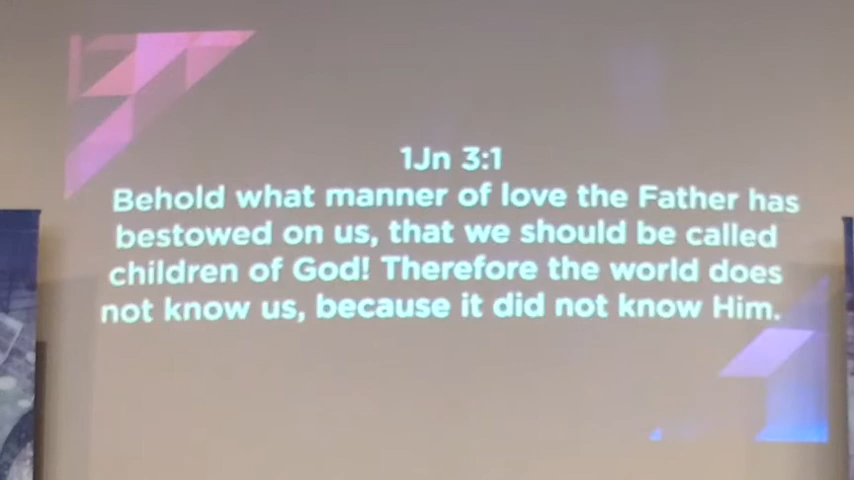 1Jn 3:1
Behold what manner of love the Father has
bestowed on us, that we should be called
children of God! Therefore the world does
not know us, because it did not know Him.